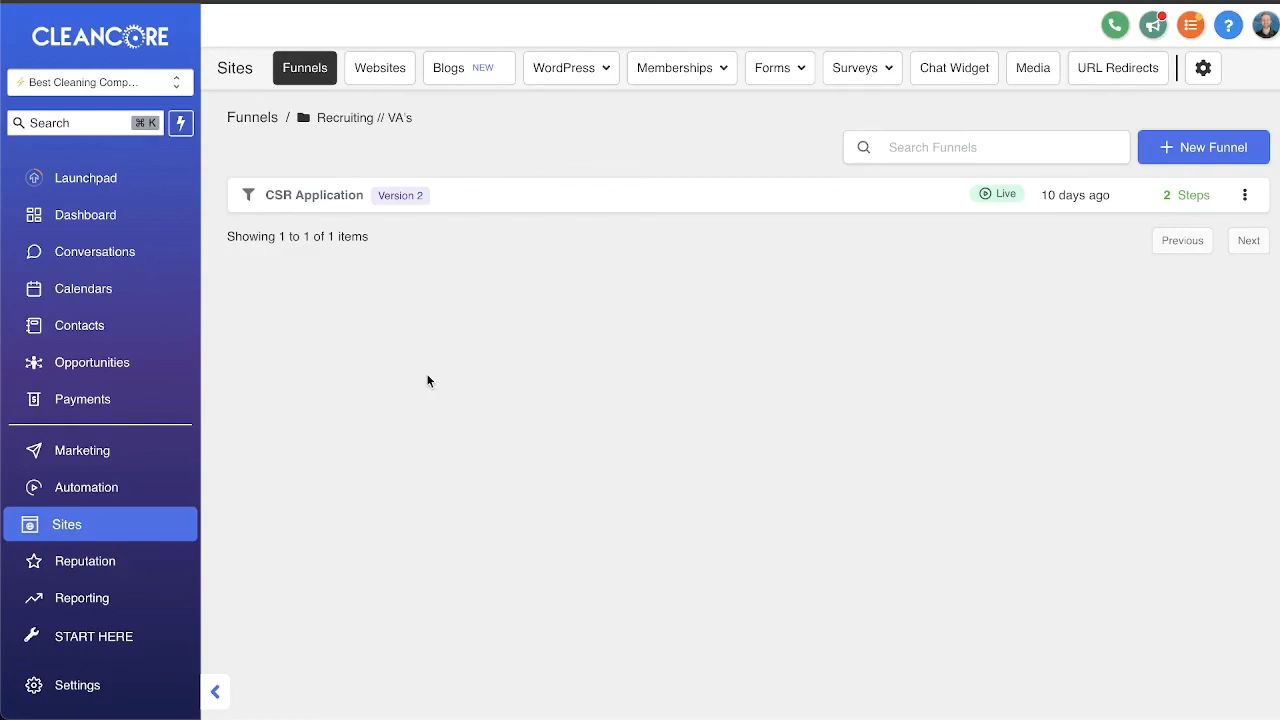 CLEANCORE
⚡ Best Cleaning Comp...
Search ⌘ K
Launchpad
Dashboard
Conversations
Calendars
Contacts
Opportunities
Payments
Marketing
Automation
Sites
Reputation
Reporting
START HERE
Settings
Sites Funnels Websites Blogs NEW WordPress Memberships Forms Surveys Chat Widget Media URL Redirects
Funnels / Recruiting // VA's
Search Funnels + New Funnel
CSR Application Version 2 Live 10 days ago 2 Steps
Showing 1 to 1 of 1 items Previous Next